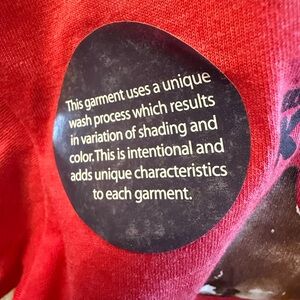 This garment uses a unique
wash process which results
in variation of shading and
color.This is intentional and
adds unique characteristics
to each garment.